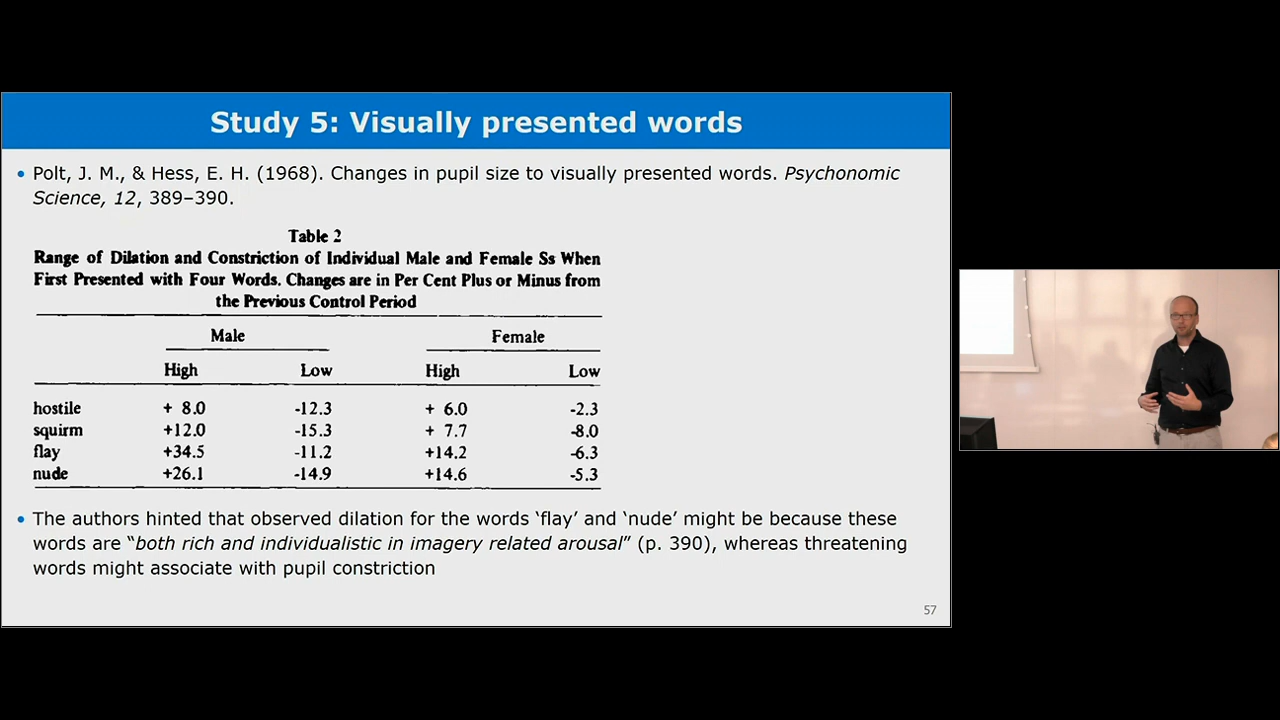 Study 5: Visually presented words
• Polt, J. M., & Hess, E. H. (1968). Changes in pupil size to visually presented words. Psychonomic
Science, 12, 389–390.
Table 2
Range of Dilation and Constriction of Individual Male and Female Ss When
First Presented with Four Words. Changes are in Per Cent Plus or Minus from
the Previous Control Period
Male Female
High Low High Low
hostile + 8.0 -12.3 + 6.0 -2.3
squirm +12.0 -15.3 + 7.7 -8.0
flay +34.5 -11.2 +14.2 -6.3
nude +26.1 -14.9 +14.6 -5.3
• The authors hinted that observed dilation for the words ‘flay’ and ‘nude’ might be because these
words are “both rich and individualistic in imagery related arousal” (p. 390), whereas threatening
words might associate with pupil constriction
57